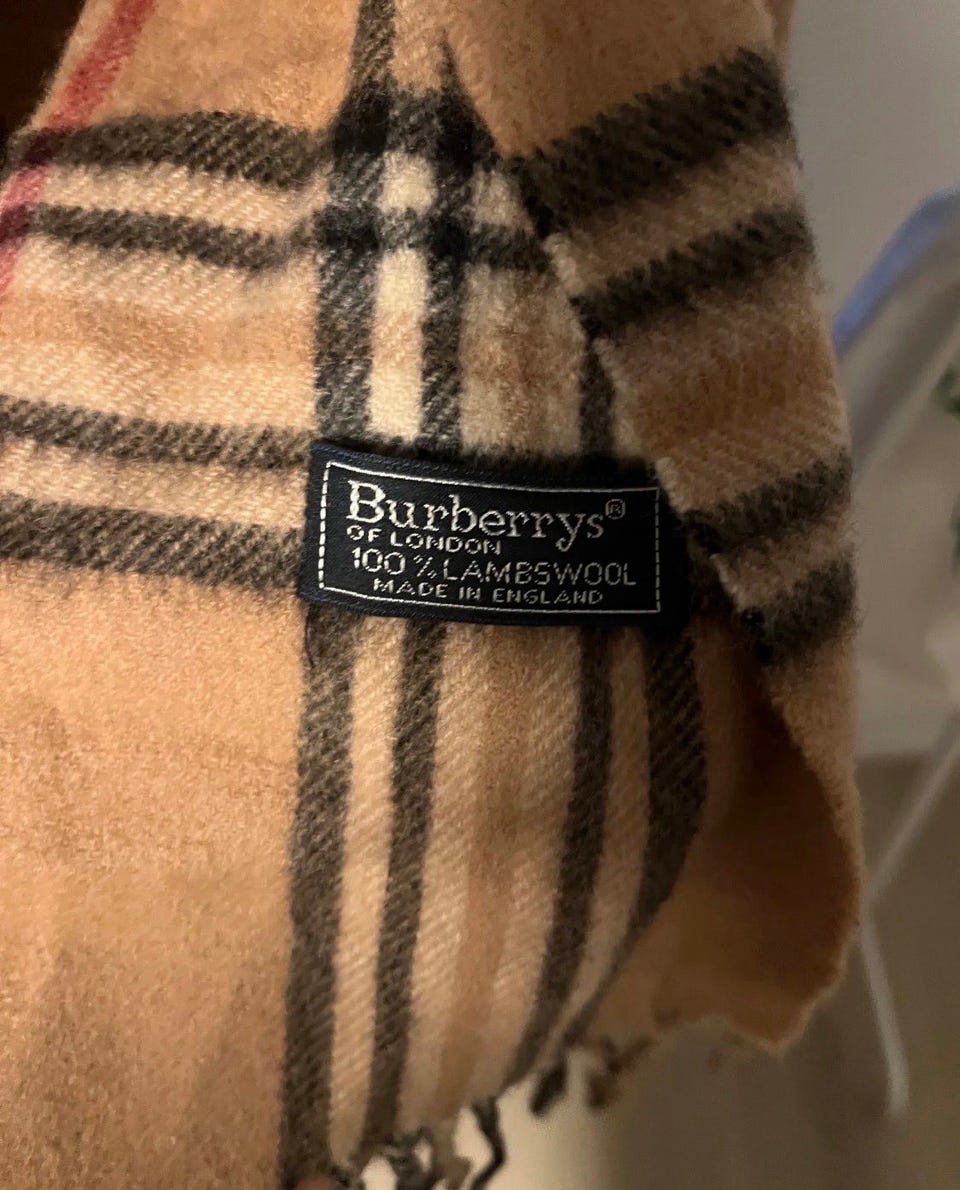 Burberrys®
OF LONDON
100% LAMBSWOOL
MADE IN ENGLAND